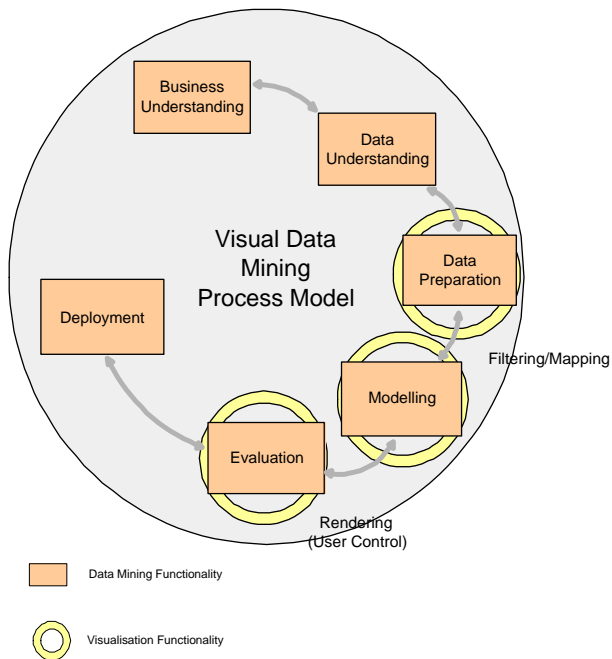 Business
Understanding
Data
Understanding
Visual Data
Mining
Process Model
Data
Preparation
Deployment
Filtering/Mapping
Modelling
Evaluation
Rendering
(User Control)
Data Mining Functionality
Visualisation Functionality